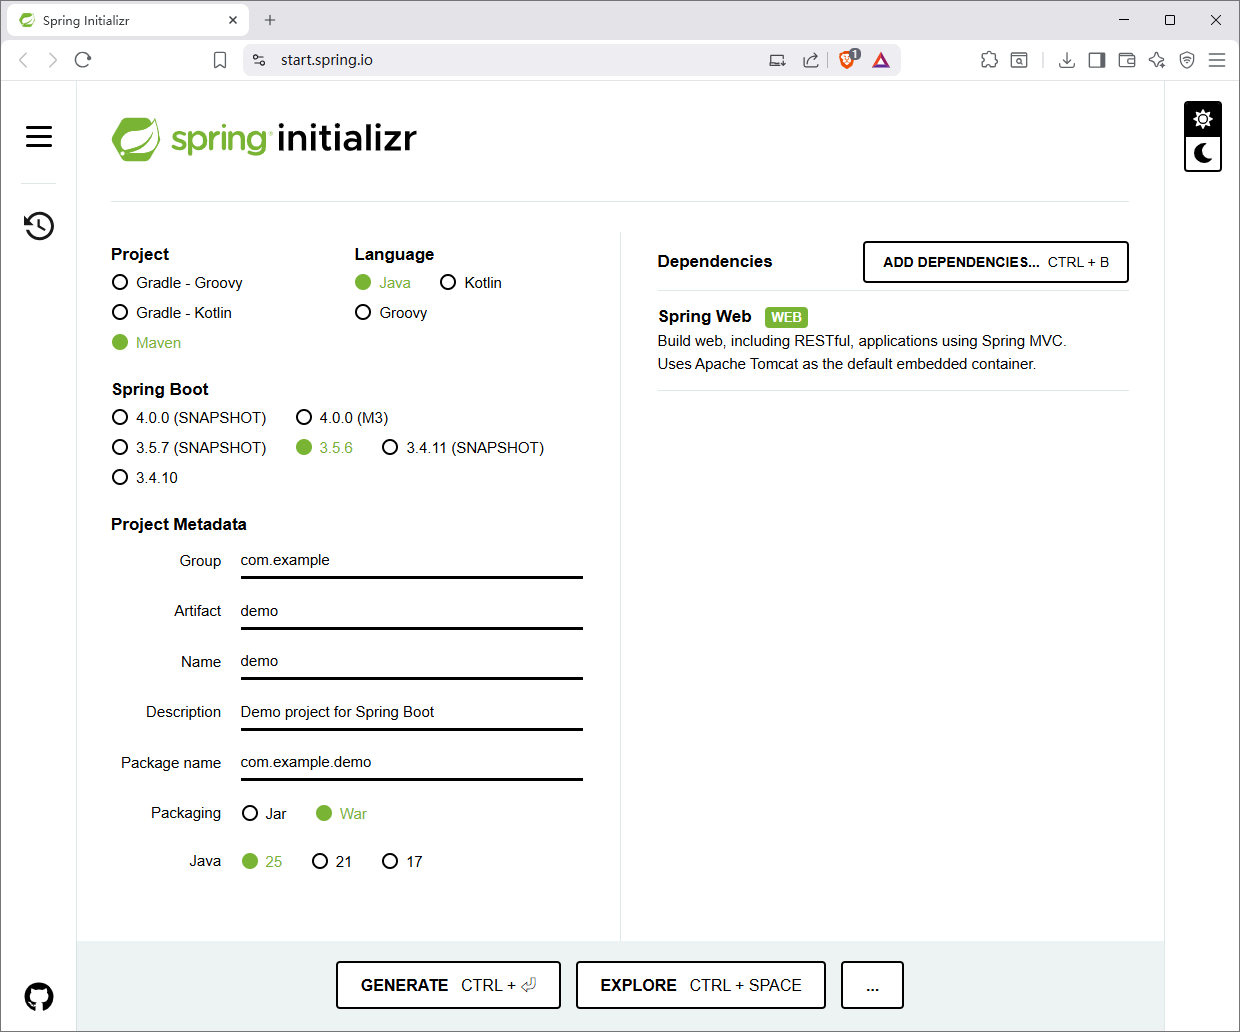 Spring Initializr
start.spring.io
1
spring initializr
Project
Gradle - Groovy
Gradle - Kotlin
Maven
Language
Java Kotlin
Groovy
Spring Boot
4.0.0 (SNAPSHOT) 4.0.0 (M3)
3.5.7 (SNAPSHOT) 3.5.6 3.4.11 (SNAPSHOT)
3.4.10
Project Metadata
Group com.example
Artifact demo
Name demo
Description Demo project for Spring Boot
Package name com.example.demo
Packaging Jar War
Java 25 21 17
Dependencies ADD DEPENDENCIES... CTRL + B
Spring Web WEB
Build web, including RESTful, applications using Spring MVC.
Uses Apache Tomcat as the default embedded container.
GENERATE CTRL + ⏎ EXPLORE CTRL + SPACE ...